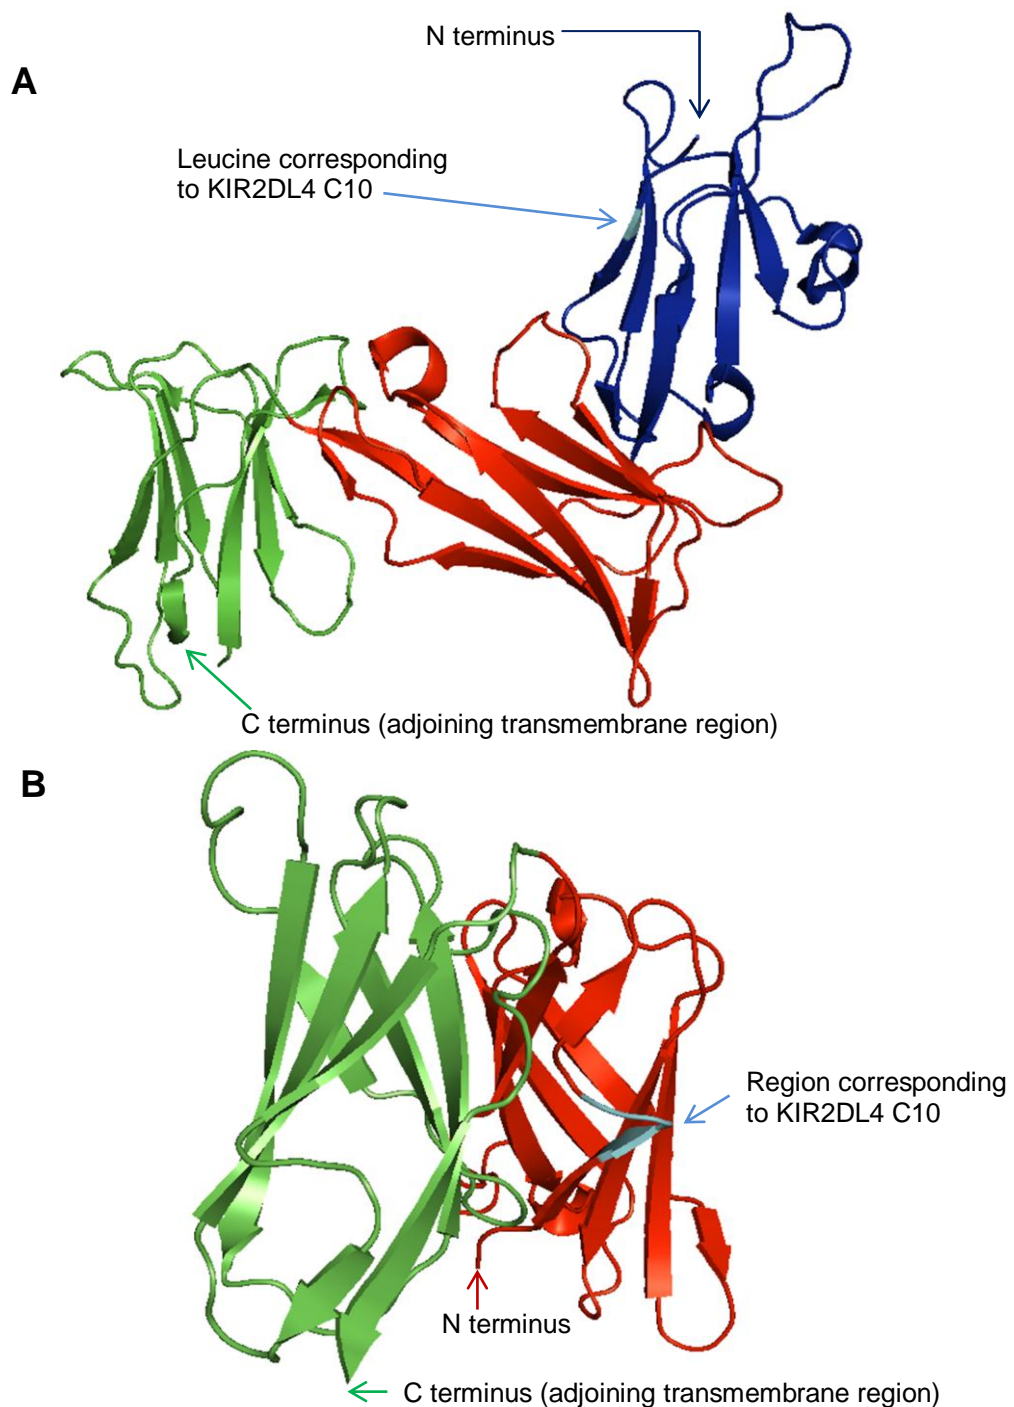 N terminus
A
Leucine corresponding
to KIR2DL4 C10
C terminus (adjoining transmembrane region)
B
Region corresponding
to KIR2DL4 C10
N terminus
C terminus (adjoining transmembrane region)